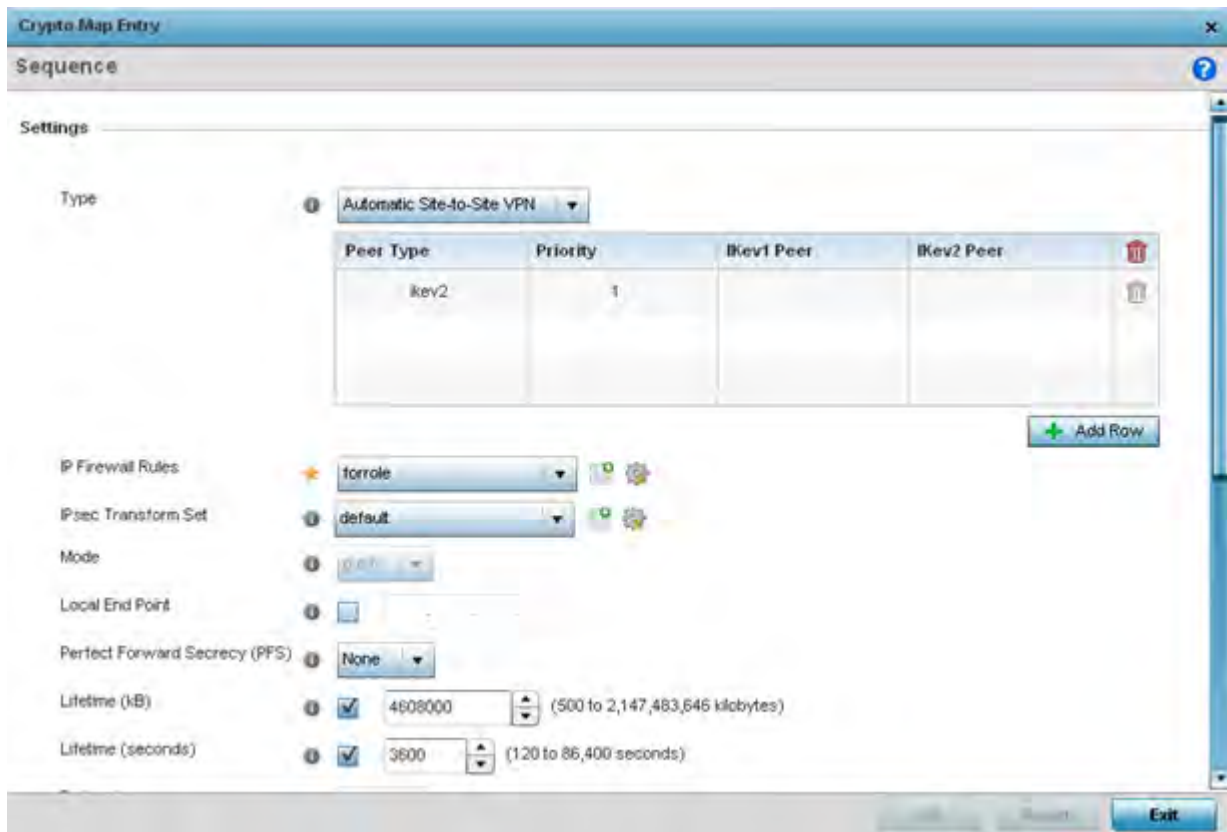 Crypto Map Entry
Sequence
Settings
Type
Automatic Site-to-Site VPN
Peer Type Priority IKev1 Peer IKev2 Peer
ikev2 1
Add Row
IP Firewall Rules
forrole
IPsec Transform Set
default
Mode
Local End Point
Perfect Forward Secrecy (PFS)
None
Lifetime (kB)
4608000 (500 to 2,147,483,646 kilobytes)
Lifetime (seconds)
3600 (120 to 86,400 seconds)
Exit